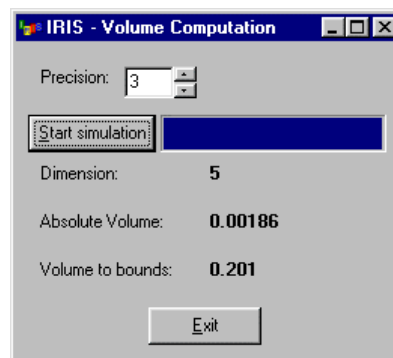 IRIS - Volume Computation
Precision: 3
Start simulation
Dimension: 5
Absolute Volume: 0.00186
Volume to bounds: 0.201
Exit